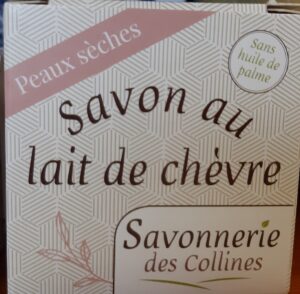 Peaux sèches
Sans
huile de
palme
Savon au
lait de chèvre
Savonnerie
des Collines